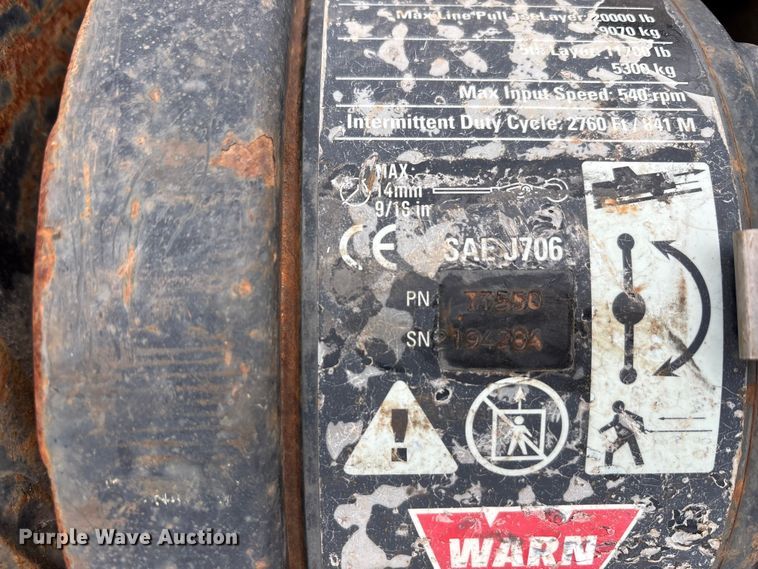 Max Line Pull 1st Layer: 20000 lb
9070 kg
5th Layer: 11700 lb
5300 kg
Max Input Speed: 540 rpm
Intermittent Duty Cycle: 2760 Ft / 841 M
MAX
14mm
9/16 in
CE SAE J706
PN
SN 194284
WARN
Purple Wave Auction